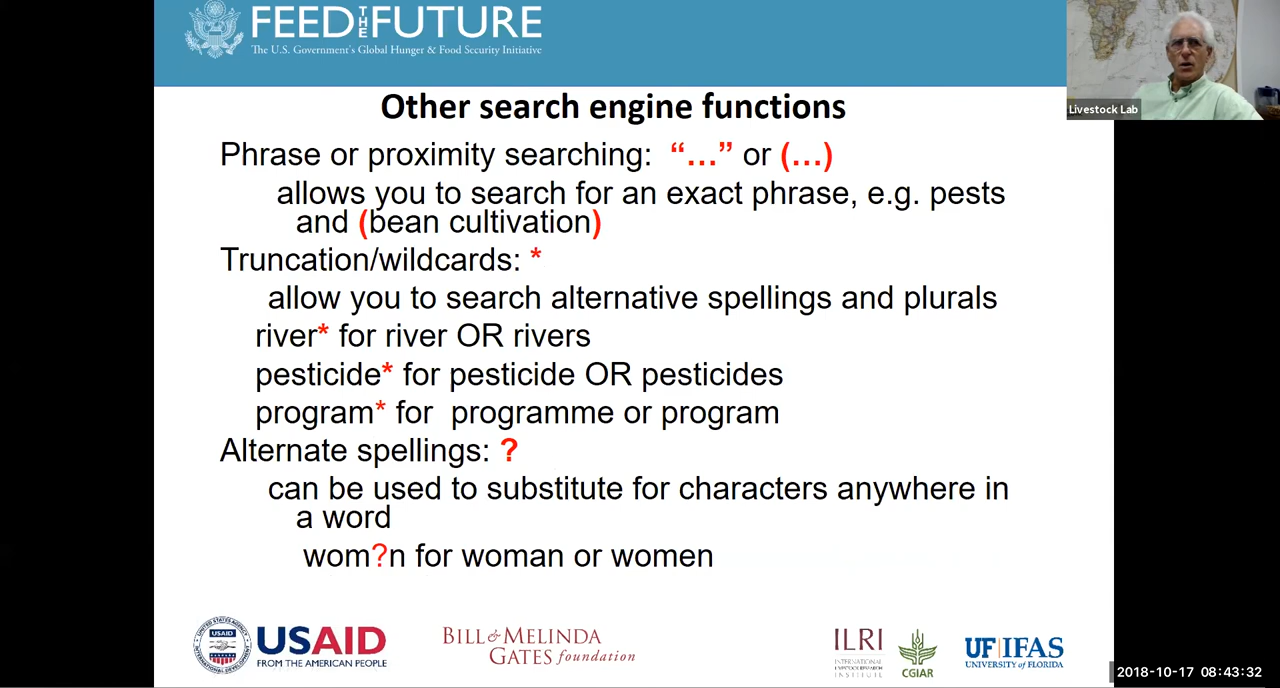 FEED THE FUTURE
The U.S. Government's Global Hunger & Food Security Initiative
Livestock Lab
Other search engine functions
Phrase or proximity searching: “…” or (…)
allows you to search for an exact phrase, e.g. pests
and (bean cultivation)
Truncation/wildcards: *
allow you to search alternative spellings and plurals
river* for river OR rivers
pesticide* for pesticide OR pesticides
program* for programme or program
Alternate spellings: ?
can be used to substitute for characters anywhere in
a word
wom?n for woman or women
USAID
USAID
FROM THE AMERICAN PEOPLE
BILL & MELINDA
GATES foundation
ILRI
INTERNATIONAL
LIVESTOCK RESEARCH
INSTITUTE
CGIAR
UF|IFAS
UNIVERSITY of FLORIDA
2018-10-17 08:43:32